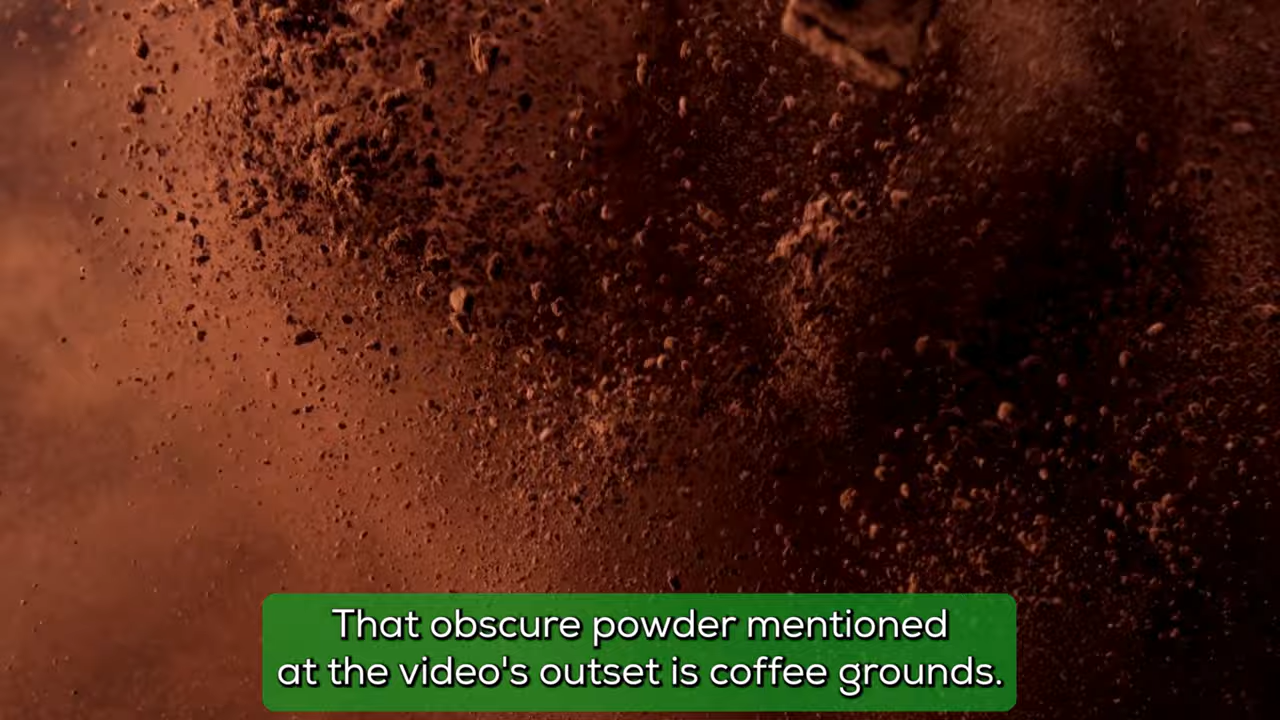 That obscure powder mentioned
at the video's outset is coffee grounds.